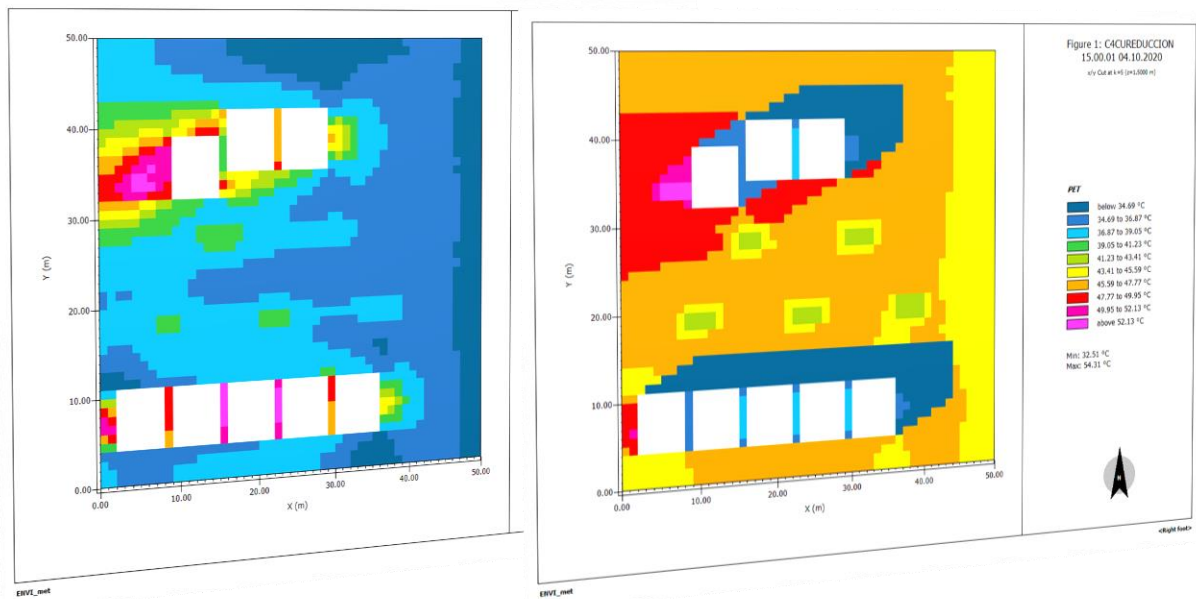 50.00
40.00
30.00
20.00
10.00
0.00
Y (m)
0.00
10.00
20.00
30.00
40.00
50.00
X (m)
ENVI_met
50.00
40.00
30.00
20.00
10.00
0.00
Y (m)
0.00
10.00
20.00
30.00
40.00
50.00
X (m)
ENVI_met
Figure 1: C4CUREDUCCION
15.00.01 04.10.2020
x/y Cut at k=5 (z=1.5000 m)
PET
below 34.69 °C
34.69 to 36.87 °C
36.87 to 39.05 °C
39.05 to 41.23 °C
41.23 to 43.41 °C
43.41 to 45.59 °C
45.59 to 47.77 °C
47.77 to 49.95 °C
49.95 to 52.13 °C
above 52.13 °C
Min: 32.51 °C
Max: 54.31 °C
N
<Right foot>